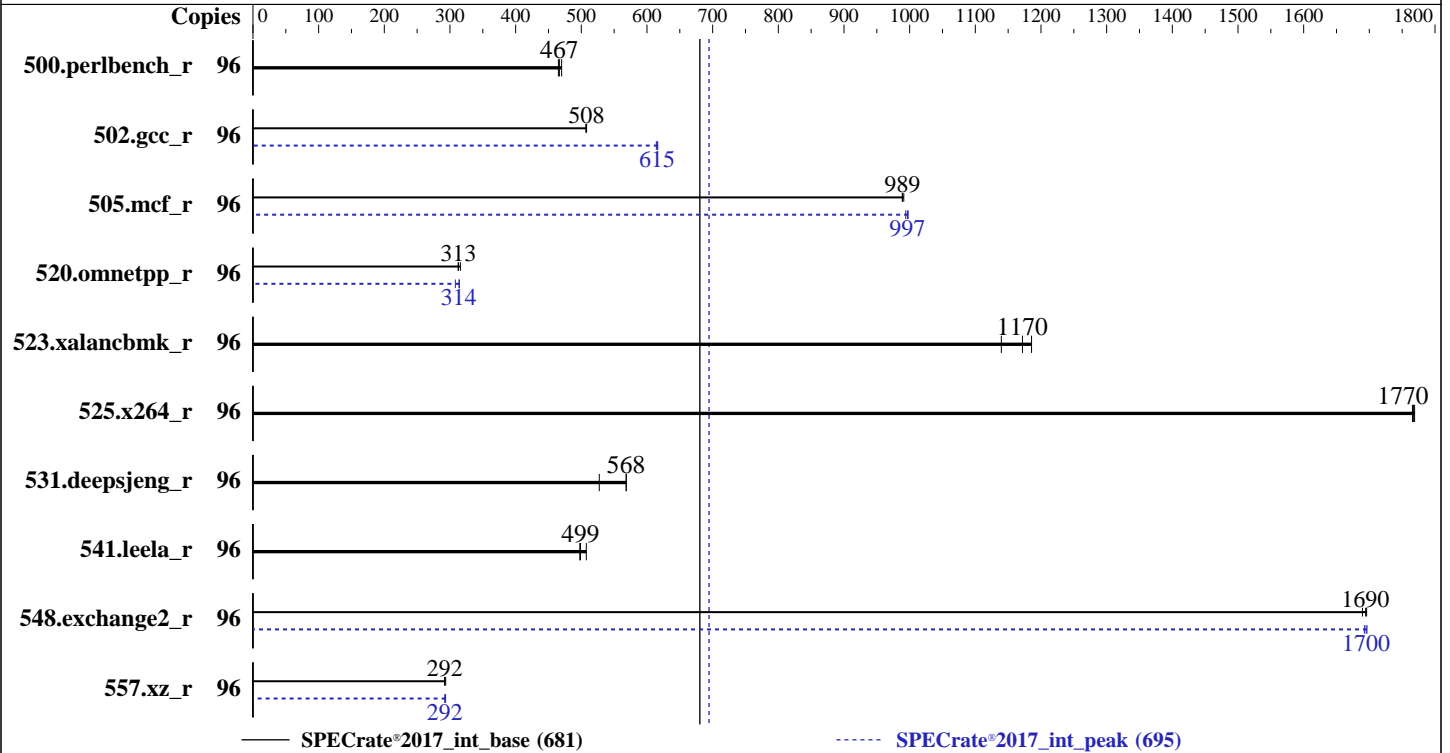 Copies 0 100 200 300 400 500 600 700 800 900 1000 1100 1200 1300 1400 1500 1600 1800
467
500.perlbench_r 96
508
502.gcc_r 96
615
989
505.mcf_r 96
997
313
520.omnetpp_r 96
314
1170
523.xalancbmk_r 96
1770
525.x264_r 96
568
531.deepsjeng_r 96
499
541.leela_r 96
1690
548.exchange2_r 96
1700
292
557.xz_r 96
292
SPECrate®2017_int_base (681) SPECrate®2017_int_peak (695)